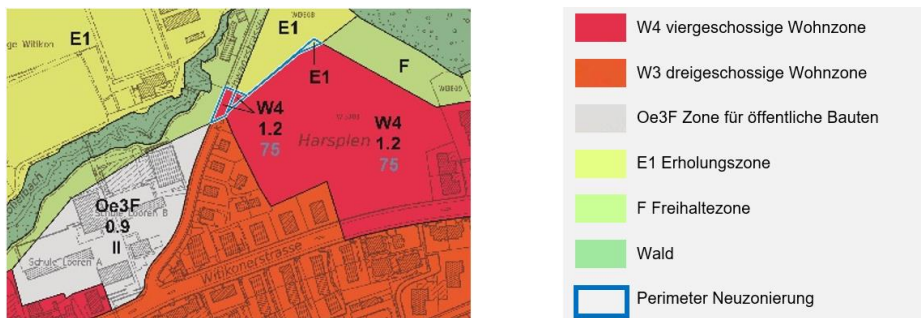 E1
ge Witikon
E1
E1
F
W4
1.2
75
Harsplen
W4
1.2
75
Oe3F
0.9
II
Schule Looren B
Schule Looren A
Witikonerstrasse
W4 viergeschossige Wohnzone
W3 dreigeschossige Wohnzone
Oe3F Zone für öffentliche Bauten
E1 Erholungszone
F Freihaltezone
Wald
Perimeter Neuzonierung